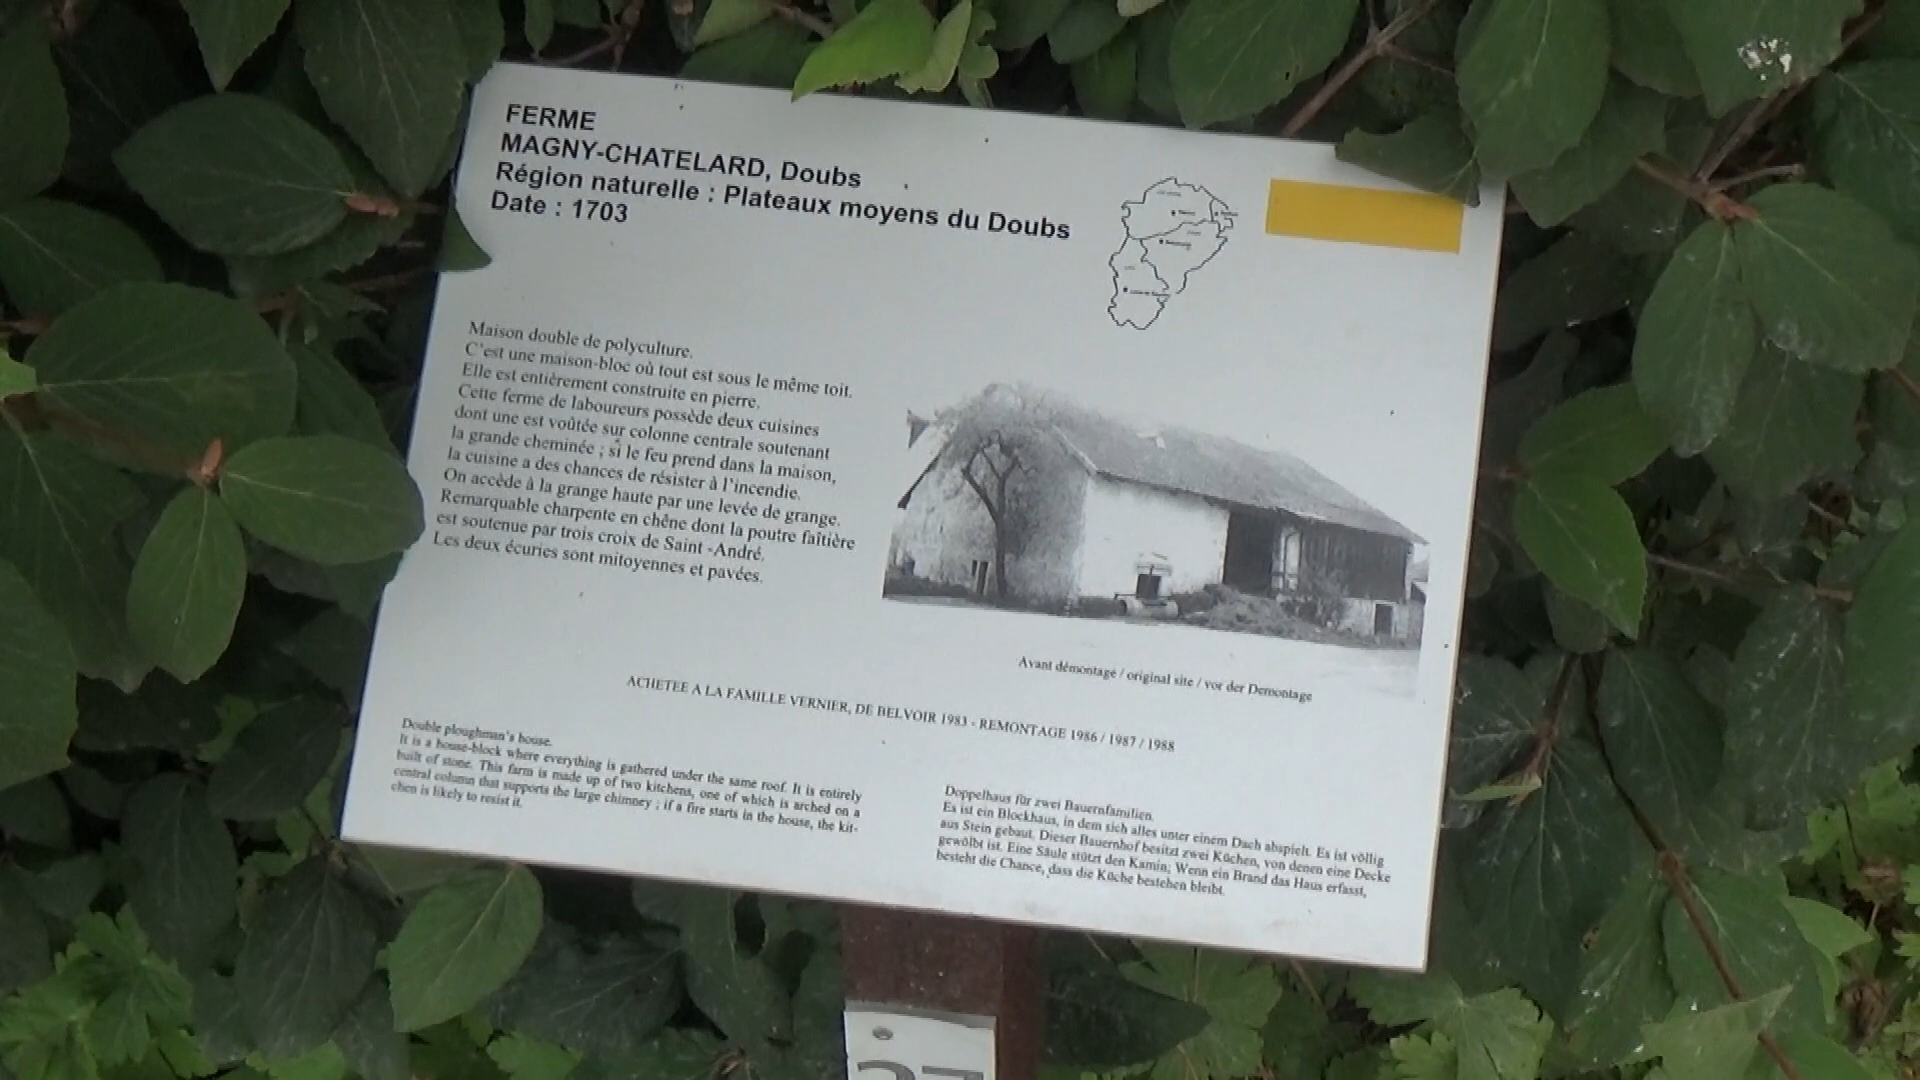 FERME
MAGNY-CHATELARD, Doubs
Région naturelle : Plateaux moyens du Doubs
Date : 1703
Maison double de polyculture.
C'est une maison-bloc où tout est sous le même toit.
Elle est entièrement construite en pierre.
Cette ferme de laboureurs possède deux cuisines
dont une est voûtée sur colonne centrale soutenant
la grande cheminée ; si le feu prend dans la maison,
la cuisine a des chances de résister à l'incendie.
On accède à la grange haute par une levée de grange.
Remarquable charpente en chêne dont la poutre faîtière
est soutenue par trois croix de Saint -André.
Les deux écuries sont mitoyennes et pavées.
Avant démontage / original site / vor der Demontage
ACHETEE A LA FAMILLE VERNIER, DE BELVOIR 1983 - REMONTAGE 1986 / 1987 / 1988
Double ploughman's house.
It is a house-block where everything is gathered under the same roof. It is entirely
built of stone. This farm is made up of two kitchens, one of which is arched on a
central column that supports the large chimney ; if a fire starts in the house, the kit-
chen is likely to resist it.
Doppelhaus für zwei Bauernfamilien.
Es ist ein Blockhaus, in dem sich alles unter einem Dach abspielt. Es ist völlig
aus Stein gebaut. Dieser Bauernhof besitzt zwei Küchen, von denen eine Decke
gewölbt ist. Eine Säule stützt den Kamin; Wenn ein Brand das Haus erfasst,
besteht die Chance, dass die Küche bestehen bleibt.
27